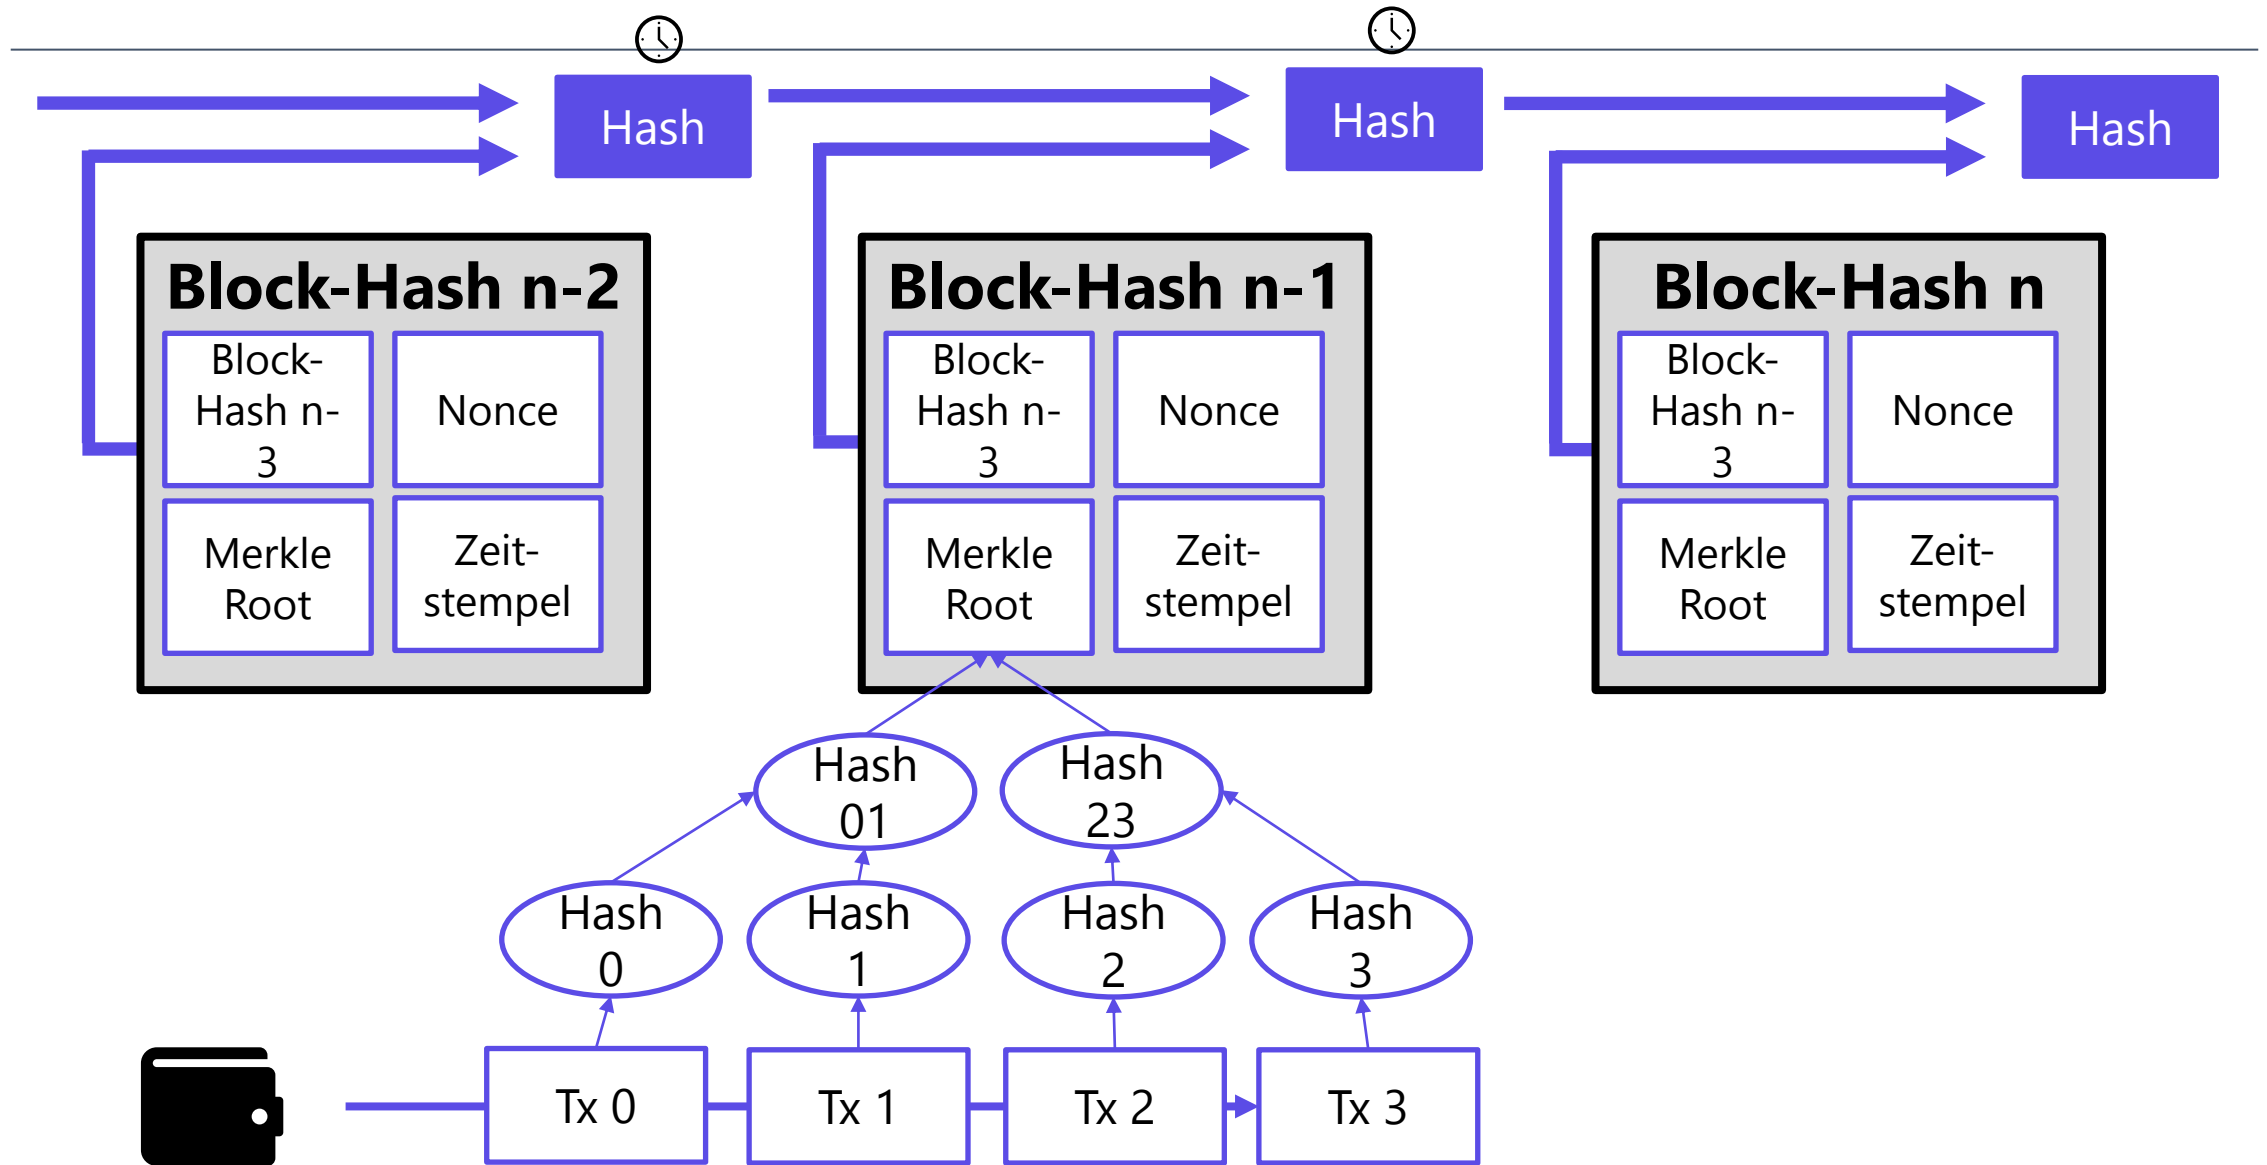 Hash
Hash
Hash
Block-Hash n-2
Block-
Hash n-
3
Nonce
Merkle
Root
Zeit-
stempel
Block-Hash n-1
Block-
Hash n-
3
Nonce
Merkle
Root
Zeit-
stempel
Block-Hash n
Block-
Hash n-
3
Nonce
Merkle
Root
Zeit-
stempel
Hash
01
Hash
23
Hash
0
Hash
1
Hash
2
Hash
3
Tx 0
Tx 1
Tx 2
Tx 3